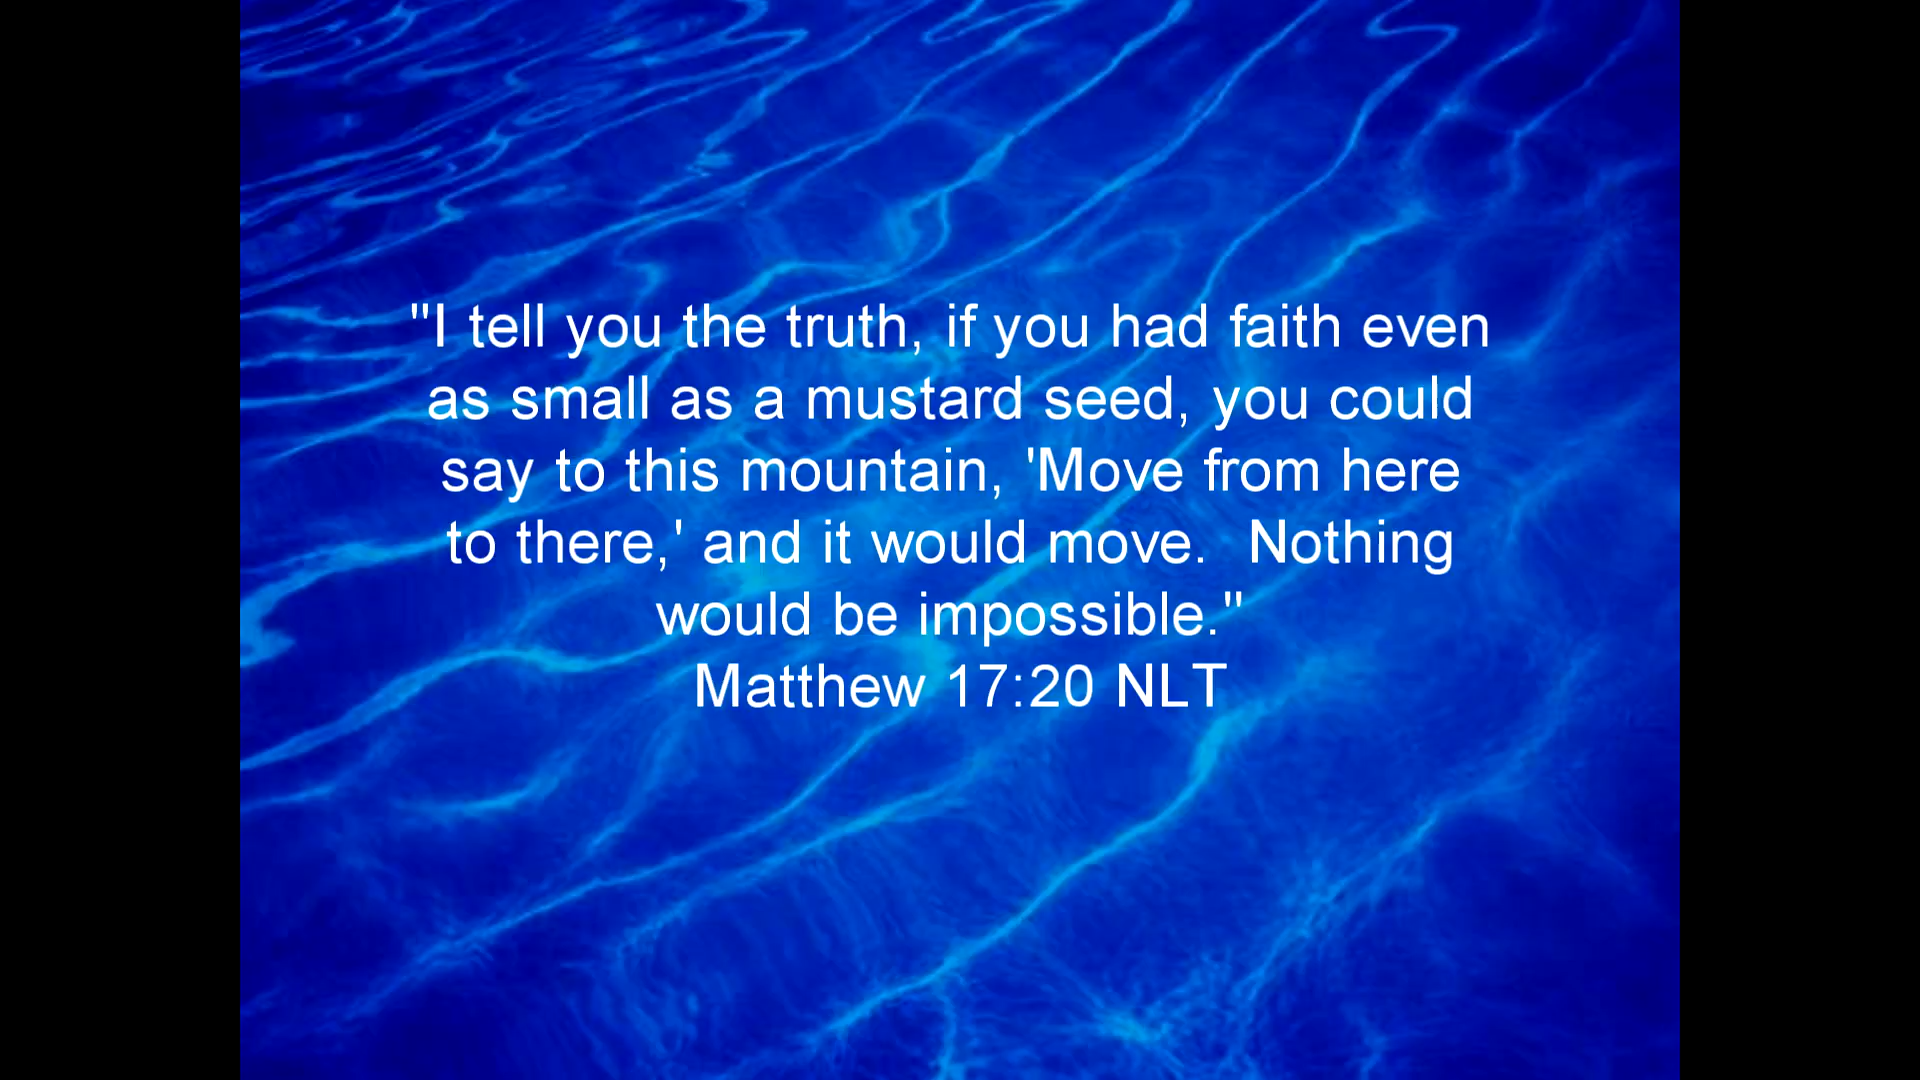 "I tell you the truth, if you had faith even
as small as a mustard seed, you could
say to this mountain, 'Move from here
to there,' and it would move.  Nothing
would be impossible."
Matthew 17:20 NLT